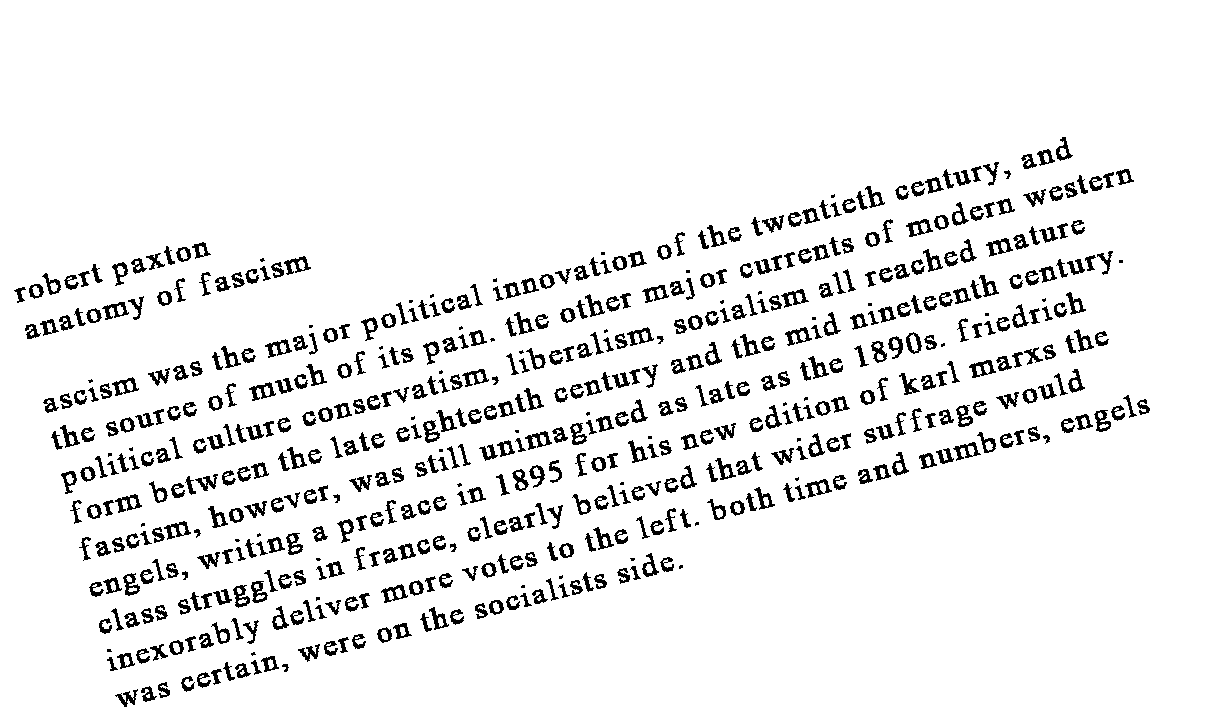 robert paxton
anatomy of fascism
ascism was the major political innovation of the twentieth century, and
the source of much of its pain. the other major currents of modern western
political culture conservatism, liberalism, socialism all reached mature
form between the late eighteenth century and the mid nineteenth century.
fascism, however, was still unimagined as late as the 1890s. friedrich
engels, writing a preface in 1895 for his new edition of karl marxs the
class struggles in france, clearly believed that wider suffrage would
inexorably deliver more votes to the left. both time and numbers, engels
was certain, were on the socialists side.